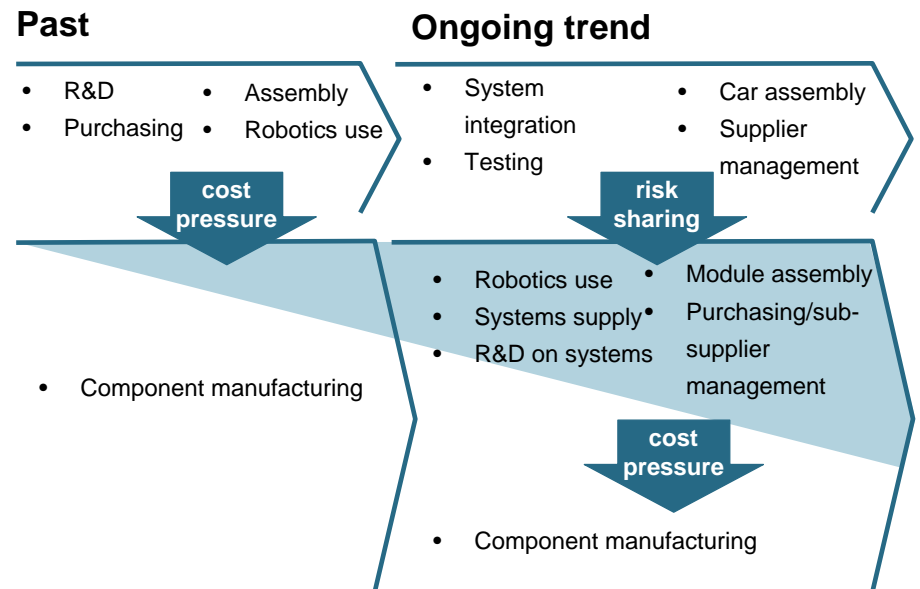 Past
Ongoing trend
• R&D
• Purchasing
• Assembly
• Robotics use
• System
integration
• Testing
• Car assembly
• Supplier
management
cost
pressure
risk
sharing
• Robotics use
• Systems supply
• R&D on systems
• Module assembly
• Purchasing/sub-
supplier
management
• Component manufacturing
cost
pressure
• Component manufacturing